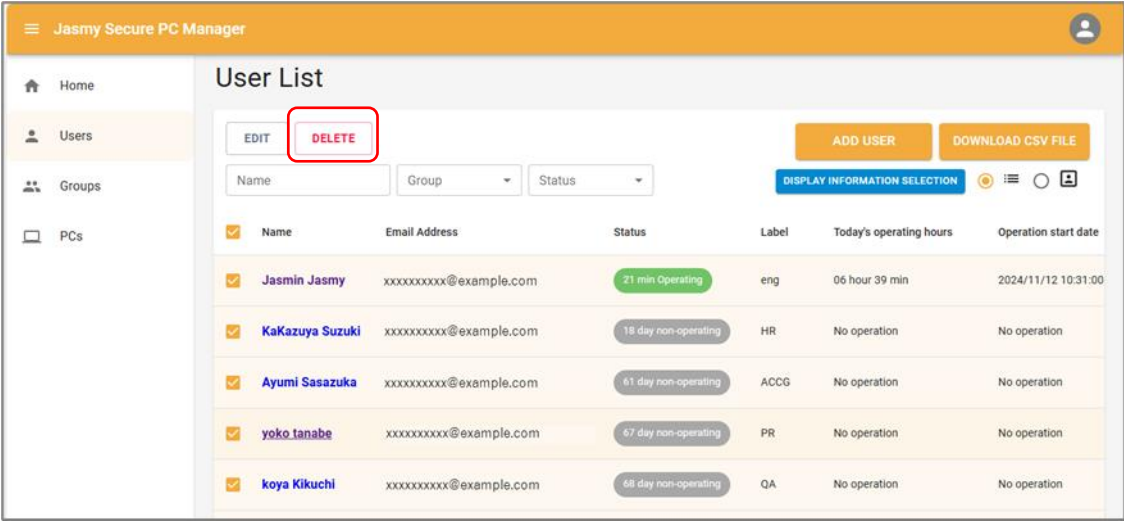 Jasmy Secure PC Manager
Home
Users
Groups
PCs
User List
EDIT DELETE ADD USER DOWNLOAD CSV FILE
Name Group Status DISPLAY INFORMATION SELECTION
Name Email Address Status Label Today's operating hours Operation start date
Jasmin Jasmy xxxxxxxxxx@example.com 21 min Operating eng 06 hour 39 min 2024/11/12 10:31:00
KaKazuya Suzuki xxxxxxxxxx@example.com 18 day non-operating HR No operation No operation
Ayumi Sasazuka xxxxxxxxxx@example.com 61 day non-operating ACCG No operation No operation
yoko tanabe xxxxxxxxxx@example.com 67 day non-operating PR No operation No operation
koya Kikuchi xxxxxxxxxx@example.com 68 day non-operating QA No operation No operation